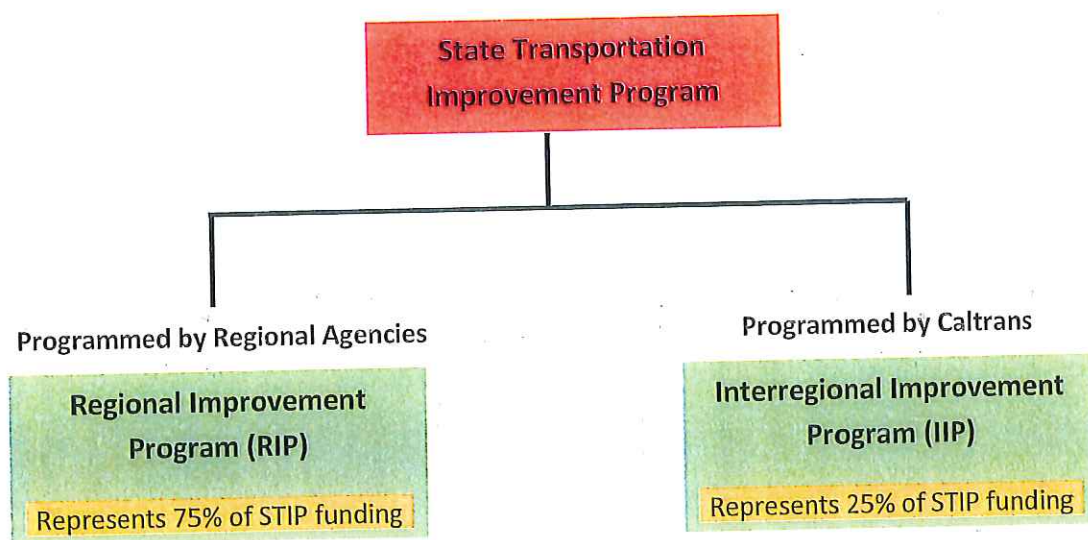 State Transportation
Improvement Program
Programmed by Regional Agencies
Regional Improvement
Program (RIP)
Represents 75% of STIP funding
Programmed by Caltrans
Interregional Improvement
Program (IIP)
Represents 25% of STIP funding